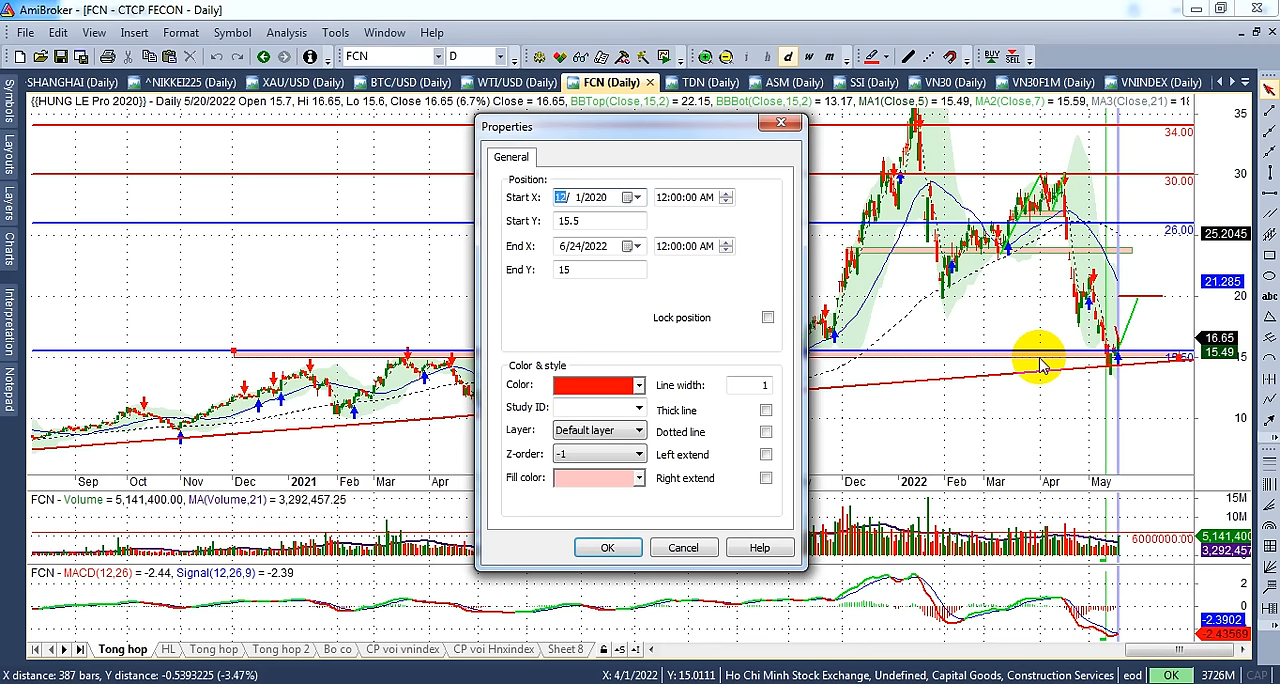 AmiBroker - [FCN - CTCP FECON - Daily]
File Edit View Insert Format Symbol Analysis Tools Window Help
FCN D i d w m BUY SELL
-SHANGHAI (Daily) ^NIKKEI225 (Daily) XAU/USD (Daily) BTC/USD (Daily) WTI/USD (Daily) FCN (Daily) TDN (Daily) ASM (Daily) SSI (Daily) VN30 (Daily) VN30F1M (Daily) VNINDEX (Daily)
{{HUNG LE Pro 2020}} - Daily 5/20/2022 Open 15.7, Hi 16.65, Lo 15.6, Close 16.65 (6.7%) Close = 16.65, BBTop(Close,15,2) = 22.15, BBBot(Close,15,2) = 13.17, MA1(Close,5) = 15.49, MA2(Close,7) = 15.59, MA3(Close,21) = 18
Symbols
Layouts
Layers
Charts
Interpretation
Notepad
Properties
General
Position:
Start X: 12/ 1/2020 12:00:00 AM
Start Y: 15.5
End X: 6/24/2022 12:00:00 AM
End Y: 15
Lock position
Color & style
Color: Line width: 1
Study ID: Thick line
Layer: Default layer Dotted line
Z-order: -1 Left extend
Fill color: Right extend
OK Cancel Help
35
34.00
30
30.00
26.00
25.2045
21.285
20
16.65
15.49
15.50
15
10
abc
Sep Oct Nov Dec 2021 Feb Mar Apr Dec 2022 Feb Mar Apr May
FCN - Volume = 5,141,400.00, MA(Volume,21) = 3,292,457.25
15M
10M
5,141,400
6000000.00
3,292,457
FCN - MACD(12,26) = -2.44, Signal(12,26,9) = -2.39
2
0
-2.3902
-2.43569
Tong hop HL Tong hop Tong hop 2 Bo co CP voi vnindex CP voi Hnxindex Sheet 8
X distance: 387 bars, Y distance: -0.5393225 (-3.47%) X: 4/1/2022 Y: 15.0111 Ho Chi Minh Stock Exchange, Undefined, Capital Goods, Construction Services eod OK 3726M CAP